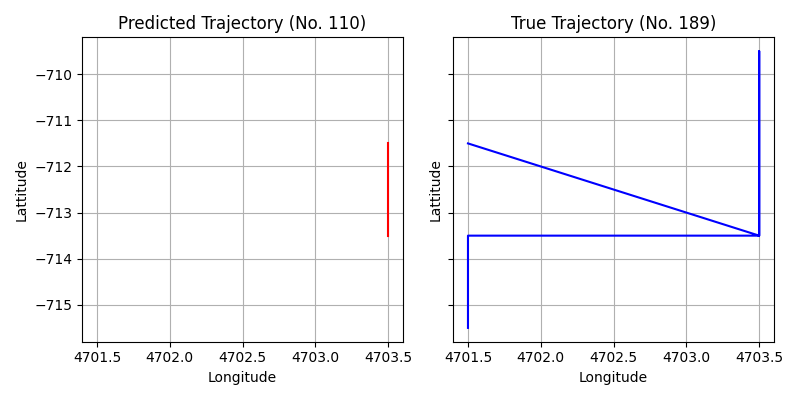 Predicted Trajectory (No. 110)
True Trajectory (No. 189)
Lattitude
−710
−711
−712
−713
−714
−715
4701.5 4702.0 4702.5 4703.0 4703.5
Longitude
Lattitude
4701.5 4702.0 4702.5 4703.0 4703.5
Longitude